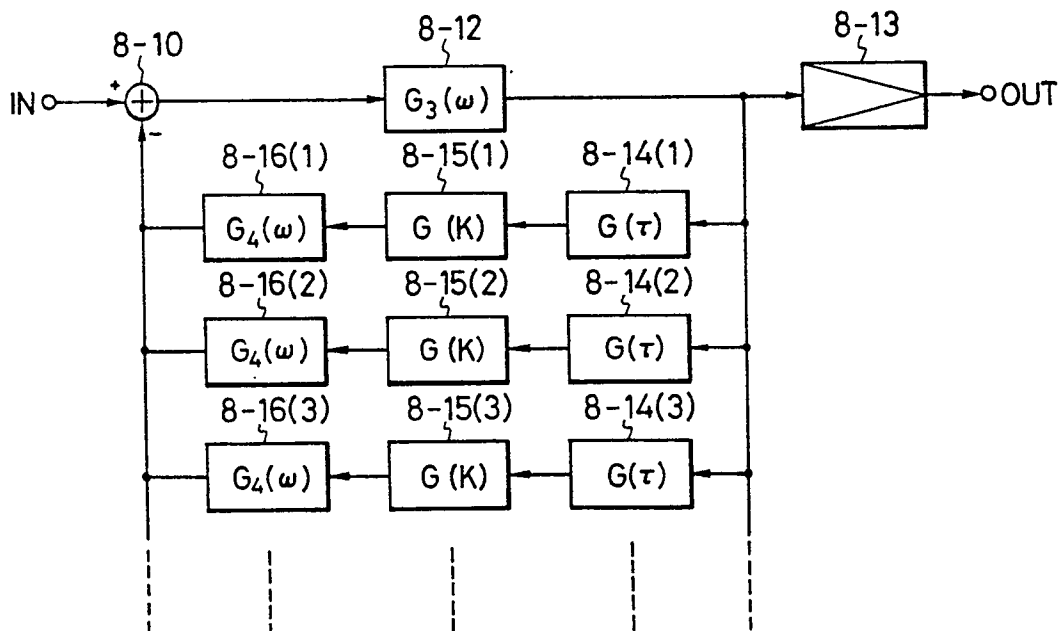 8-10
8-12
8-13
IN
+
+
-
G₃(ω)
OUT
8-16(1)
8-15(1)
8-14(1)
G₄(ω)
G(K)
G(τ)
8-16(2)
8-15(2)
8-14(2)
G₄(ω)
G(K)
G(τ)
8-16(3)
8-15(3)
8-14(3)
G₄(ω)
G(K)
G(τ)